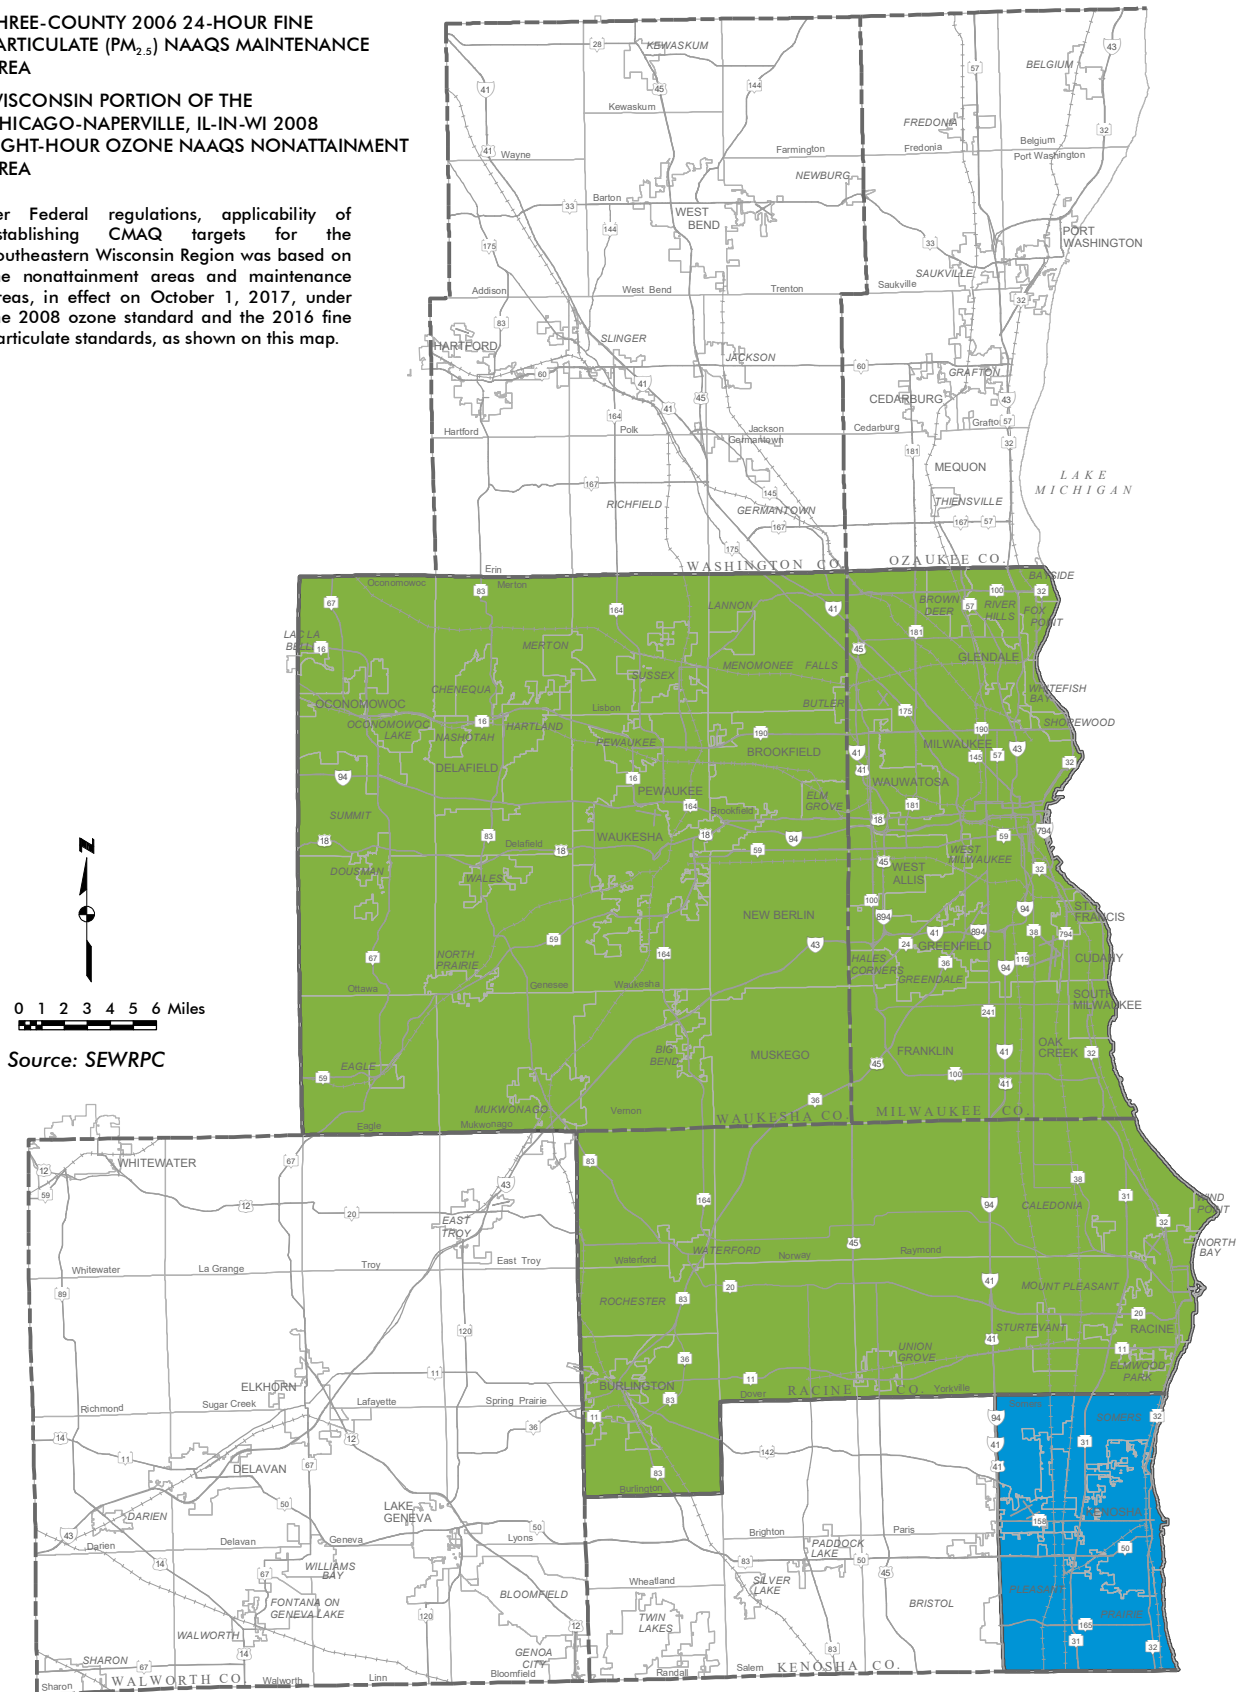 HREE-COUNTY 2006 24-HOUR FINE
ARTICULATE (PM2.5) NAAQS MAINTENANCE
REA
ISCONSIN PORTION OF THE
HICAGO-NAPERVILLE, IL-IN-WI 2008
IGHT-HOUR OZONE NAAQS NONATTAINMENT
REA
er Federal regulations, applicability of
stablishing CMAQ targets for the
outheastern Wisconsin Region was based on
he nonattainment areas and maintenance
reas, in effect on October 1, 2017, under
he 2008 ozone standard and the 2016 fine
articulate standards, as shown on this map.
KEWASKUM
Kewaskum
Wayne
Farmington
Barton
NEWBURG
WEST
BEND
BELGIUM
FREDONIA
Fredonia
Belgium
Port Washington
PORT
WASHINGTON
SAUKVILLE
Saukville
Addison
West Bend
Trenton
HARTFORD
SLINGER
JACKSON
GRAFTON
CEDARBURG
Hartford
Polk
Jackson
Germantown
Cedarburg
MEQUON
THIENSVILLE
LAKE
MICHIGAN
RICHFIELD
GERMANTOWN
Erin
WASHINGTON CO.
OZAUKEE CO.
Oconomowoc
Merton
LANNON
BAYSIDE
BROWN
DEER
RIVER
HILLS
FOX
POINT
LAC LA
BELLE
MERTON
SUSSEX
MENOMONEE FALLS
GLENDALE
CHENEQUA
OCONOMOWOC
Lisbon
BUTLER
WHITEFISH
BAY
OCONOMOWOC
LAKE
NASHOTAH
HARTLAND
PEWAUKEE
BROOKFIELD
MILWAUKEE
SHOREWOOD
DELAFIELD
PEWAUKEE
ELM
GROVE
WAUWATOSA
SUMMIT
Brookfield
Delafield
WAUKESHA
DOUSMAN
WALES
WEST
ALLIS
WEST
MILWAUKEE
NEW BERLIN
ST.
FRANCIS
NORTH
PRAIRIE
HALES
CORNERS
GREENFIELD
GREENDALE
CUDAHY
Ottawa
Genesee
Waukesha
SOUTH
MILWAUKEE
EAGLE
BIG
BEND
MUSKEGO
FRANKLIN
OAK
CREEK
MUKWONAGO
Vernon
Eagle
Mukwonago
WAUKESHA CO.
MILWAUKEE CO.
N
0 1 2 3 4 5 6 Miles
Source: SEWRPC
WHITEWATER
EAST
TROY
Whitewater
La Grange
Troy
East Troy
WATERFORD
Waterford
Norway
Raymond
CALEDONIA
WIND
POINT
NORTH
BAY
ROCHESTER
MOUNT PLEASANT
STURTEVANT
RACINE
UNION
GROVE
ELMWOOD
PARK
BURLINGTON
Dover
RACINE CO.
Yorkville
Burlington
ELKHORN
Richmond
Sugar Creek
Lafayette
Spring Prairie
DELAVAN
DARIEN
Darien
Delavan
LAKE
GENEVA
Geneva
Lyons
WILLIAMS
BAY
FONTANA ON
GENEVA LAKE
BLOOMFIELD
WALWORTH
SHARON
Sharon
WALWORTH CO.
Walworth
Linn
GENOA
CITY
Bloomfield
SOMERS
Brighton
Paris
PADDOCK
LAKE
Wheatland
SILVER
LAKE
TWIN
LAKES
BRISTOL
PLEASANT
Randall
Salem
KENOSHA CO.